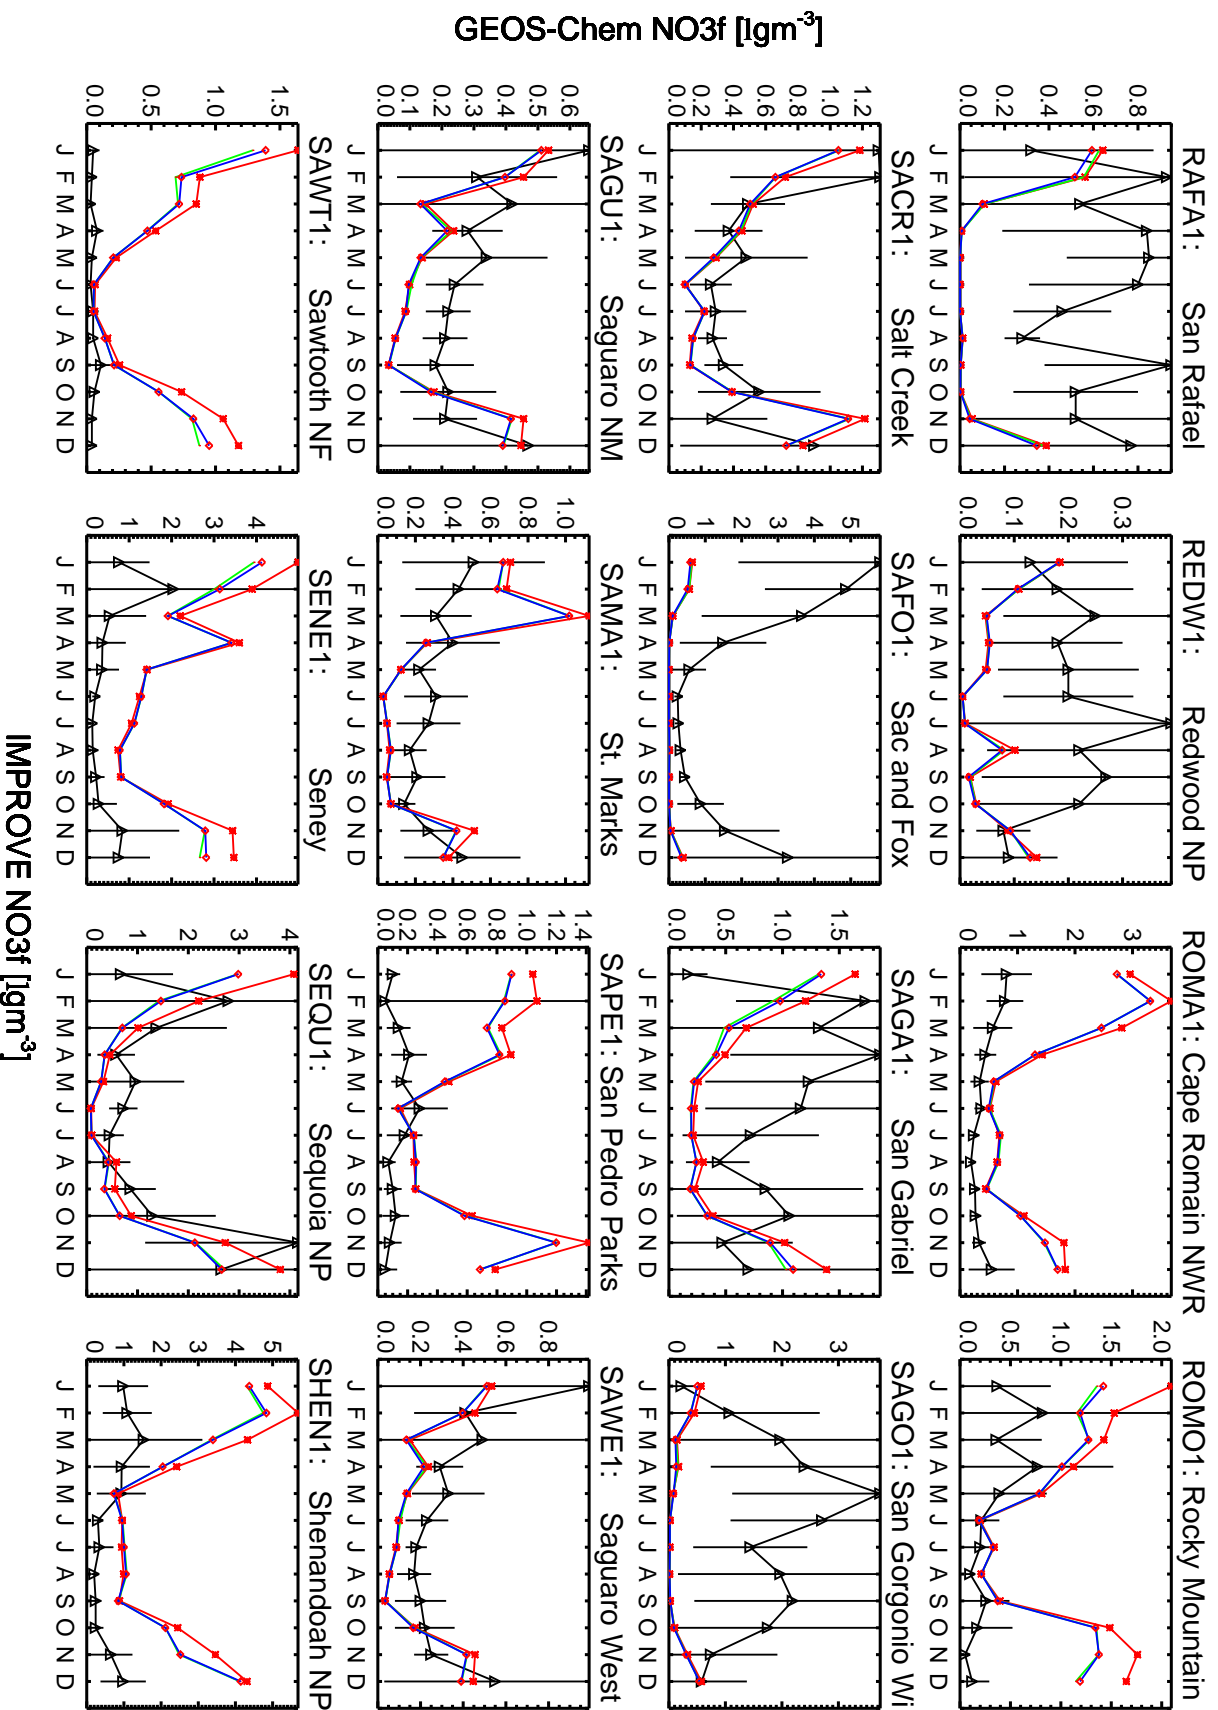 GEOS-Chem NO3f [1gm-3]
RAFA1: San Rafael
0.8
0.6
0.4
0.2
0.0
J F M A M J J A S O N D
REDW1: Redwood NP
0.3
0.2
0.1
0.0
J F M A M J J A S O N D
ROMA1: Cape Romain NWR
3
2
1
0
J F M A M J J A S O N D
ROMO1: Rocky Mountain
2.0
1.5
1.0
0.5
0.0
J F M A M J J A S O N D
SACR1: Salt Creek
1.2
1.0
0.8
0.6
0.4
0.2
0.0
J F M A M J J A S O N D
SAFO1: Sac and Fox
5
4
3
2
1
0
J F M A M J J A S O N D
SAGA1: San Gabriel
1.5
1.0
0.5
0.0
J F M A M J J A S O N D
SAGO1: San Gorgonio Wi
3
2
1
0
J F M A M J J A S O N D
SAGU1: Saguaro NM
0.6
0.5
0.4
0.3
0.2
0.1
0.0
J F M A M J J A S O N D
SAMA1: St. Marks
1.0
0.8
0.6
0.4
0.2
0.0
J F M A M J J A S O N D
SAPE1: San Pedro Parks
1.4
1.2
1.0
0.8
0.6
0.4
0.2
0.0
J F M A M J J A S O N D
SAWE1: Saguaro West
0.8
0.6
0.4
0.2
0.0
J F M A M J J A S O N D
SAWT1: Sawtooth NF
1.5
1.0
0.5
0.0
J F M A M J J A S O N D
SENE1: Seney
4
3
2
1
0
J F M A M J J A S O N D
SEQU1: Sequoia NP
4
3
2
1
0
J F M A M J J A S O N D
SHEN1: Shenandoah NP
5
4
3
2
1
0
J F M A M J J A S O N D
IMPROVE NO3f [1gm-3]